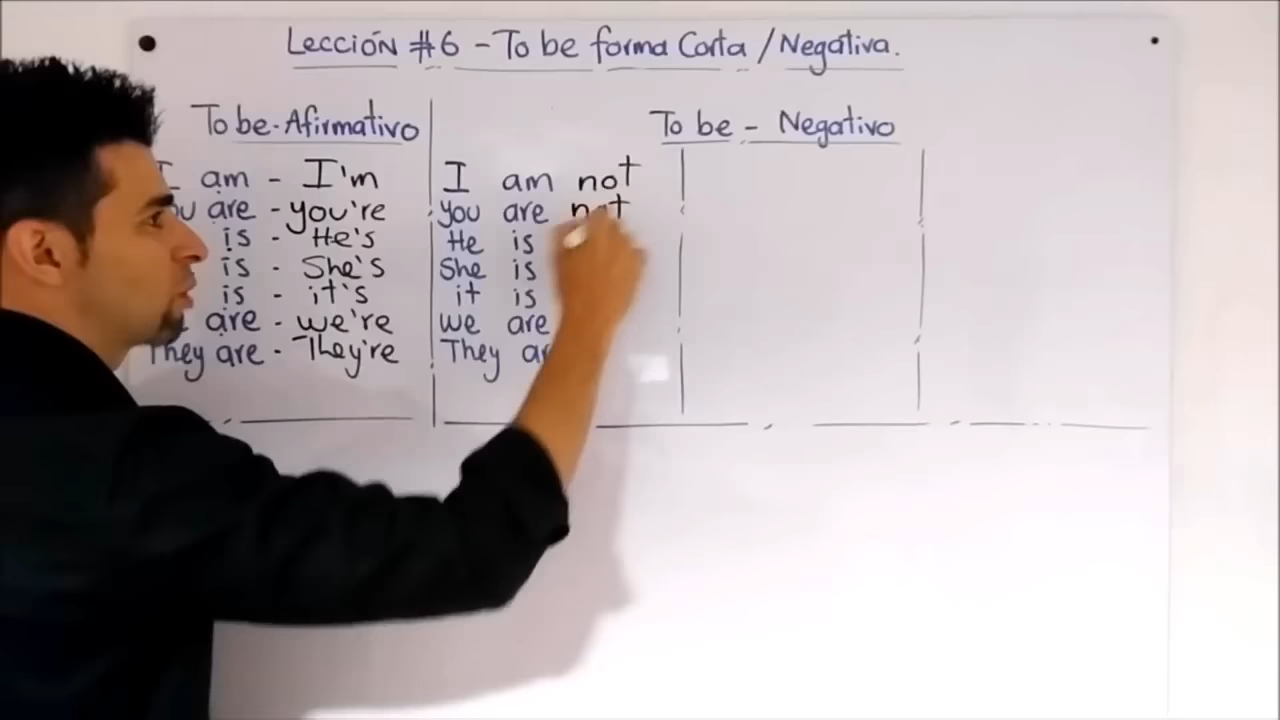 Lección #6 - To be forma Corta / Negativa.
To be - Afirmativo
I am - I'm
are - you're
is - He's
is - She's
is - it's
are - we're
They are - They're
To be - Negativo
I am not
you are not
He is
She is
it is
we are
They